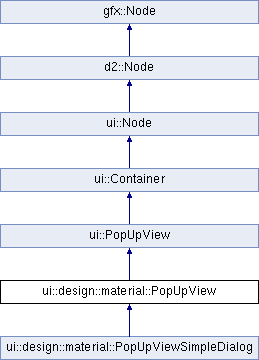 gfx::Node
d2::Node
ui::Node
ui::Container
ui::PopUpView
ui::design::material::PopUpView
ui::design::material::PopUpViewSimpleDialog